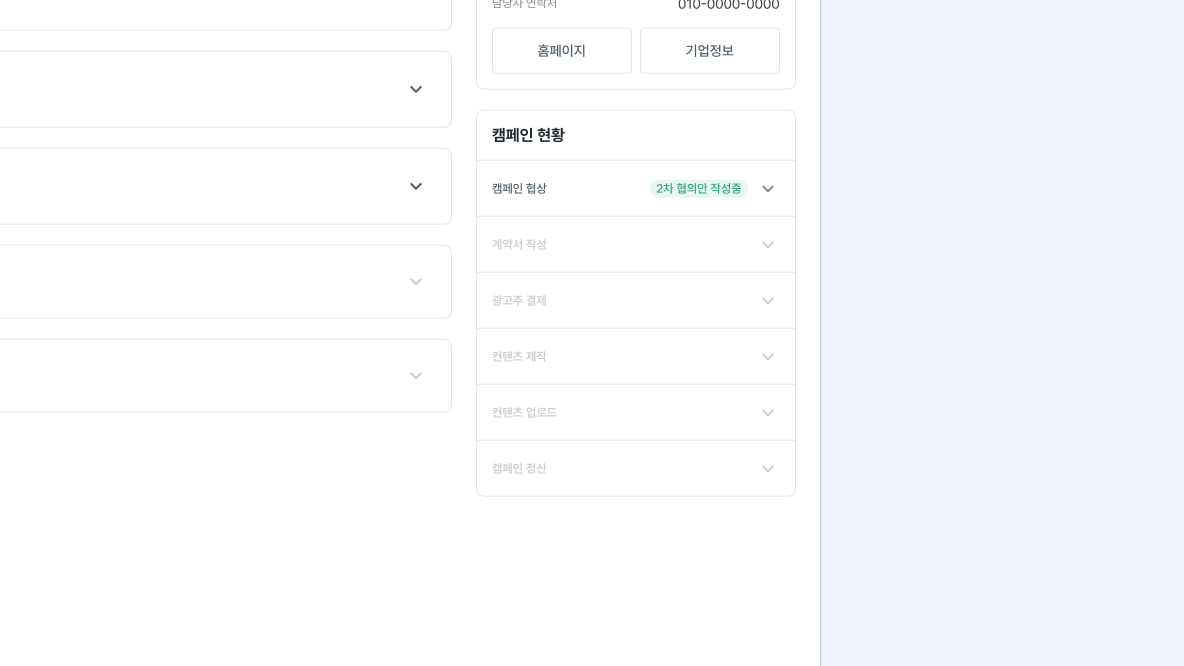 담당자 연락처 010-0000-0000
홈페이지 기업정보
캠페인 현황
캠페인 협상 2차 협의안 작성중
계약서 작성
광고주 결제
컨텐츠 제작
컨텐츠 업로드
캠페인 정산